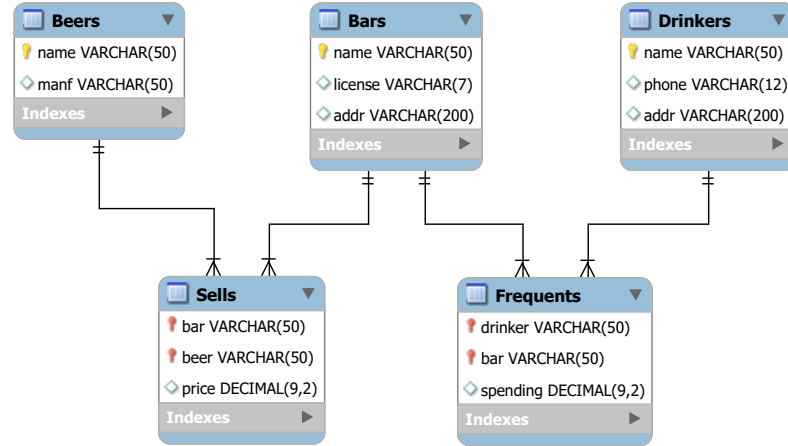 Beers
name VARCHAR(50)
manf VARCHAR(50)
Indexes
Bars
name VARCHAR(50)
license VARCHAR(7)
addr VARCHAR(200)
Indexes
Drinkers
name VARCHAR(50)
phone VARCHAR(12)
addr VARCHAR(200)
Indexes
Sells
bar VARCHAR(50)
beer VARCHAR(50)
price DECIMAL(9,2)
Indexes
Frequents
drinker VARCHAR(50)
bar VARCHAR(50)
spending DECIMAL(9,2)
Indexes